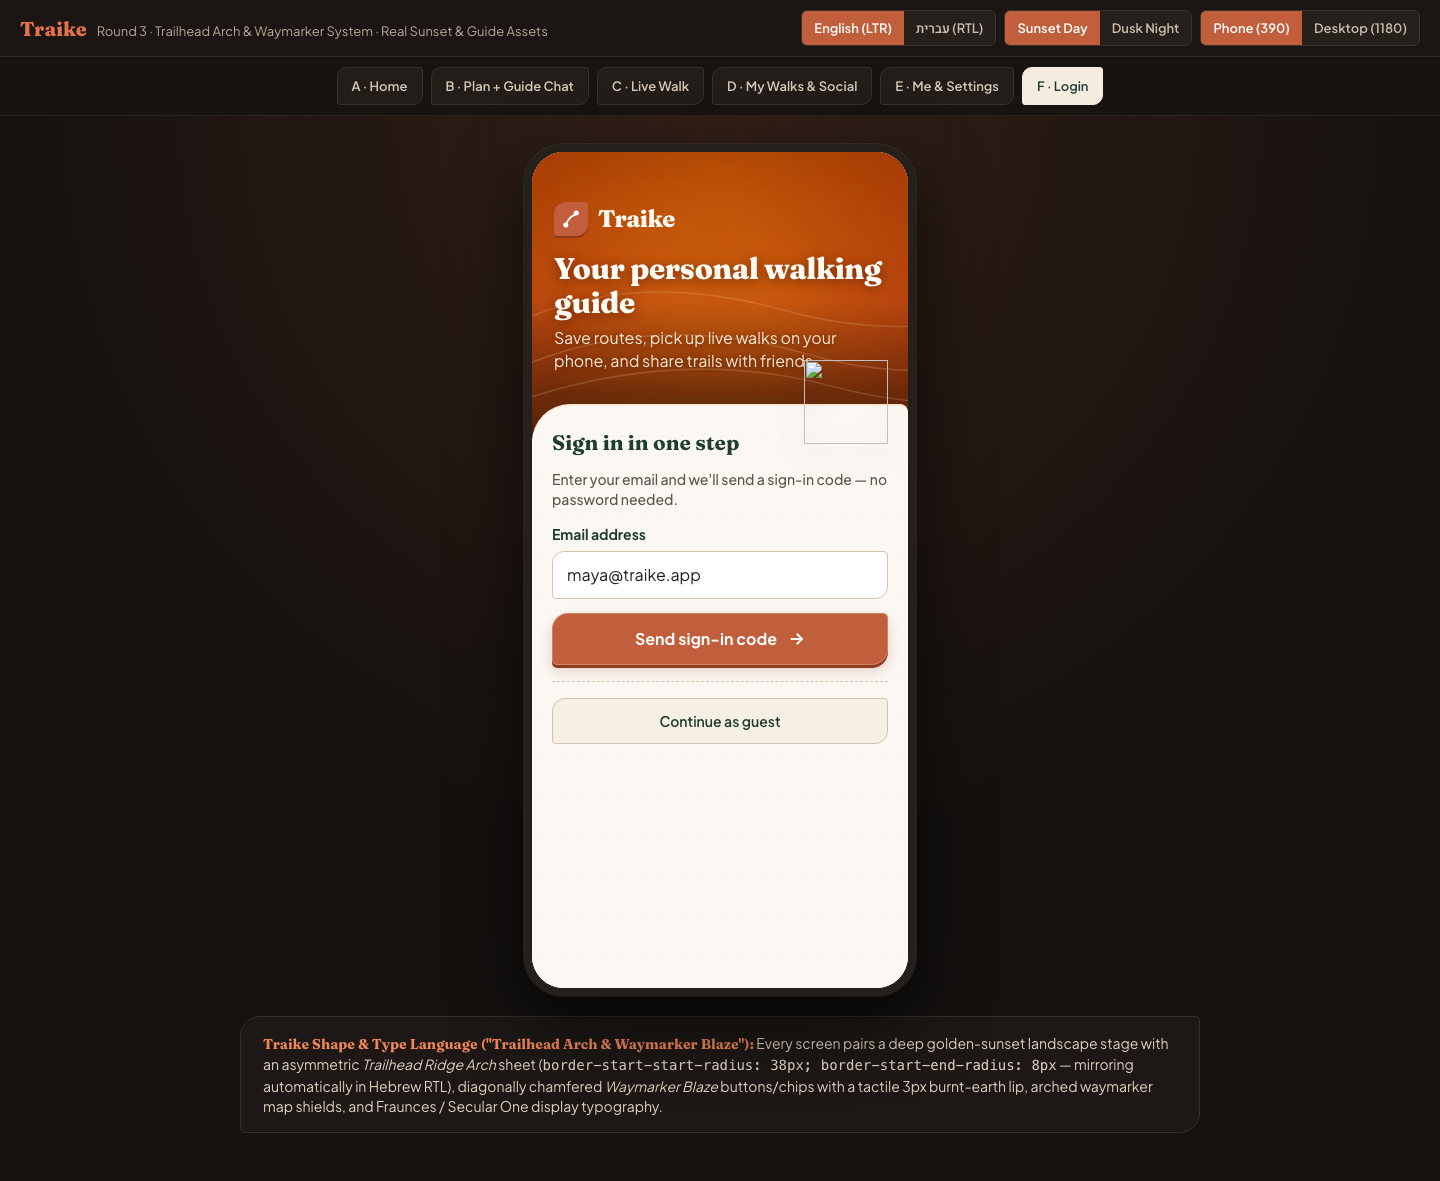 Traike Round 3 · Trailhead Arch & Waymarker System · Real Sunset & Guide Assets
English (LTR) עברית (RTL) Sunset Day Dusk Night Phone (390) Desktop (1180)
A · Home B · Plan + Guide Chat C · Live Walk D · My Walks & Social E · Me & Settings F · Login
Traike
Your personal walking
guide
Save routes, pick up live walks on your
phone, and share trails with friends
Sign in in one step
Enter your email and we'll send a sign-in code — no
password needed.
Email address
maya@traike.app
Send sign-in code →
Continue as guest
Traike Shape & Type Language ("Trailhead Arch & Waymarker Blaze"): Every screen pairs a deep golden-sunset landscape stage with
an asymmetric Trailhead Ridge Arch sheet (border-start-start-radius: 38px; border-start-end-radius: 8px — mirroring
automatically in Hebrew RTL), diagonally chamfered Waymarker Blaze buttons/chips with a tactile 3px burnt-earth lip, arched waymarker
map shields, and Fraunces / Secular One display typography.